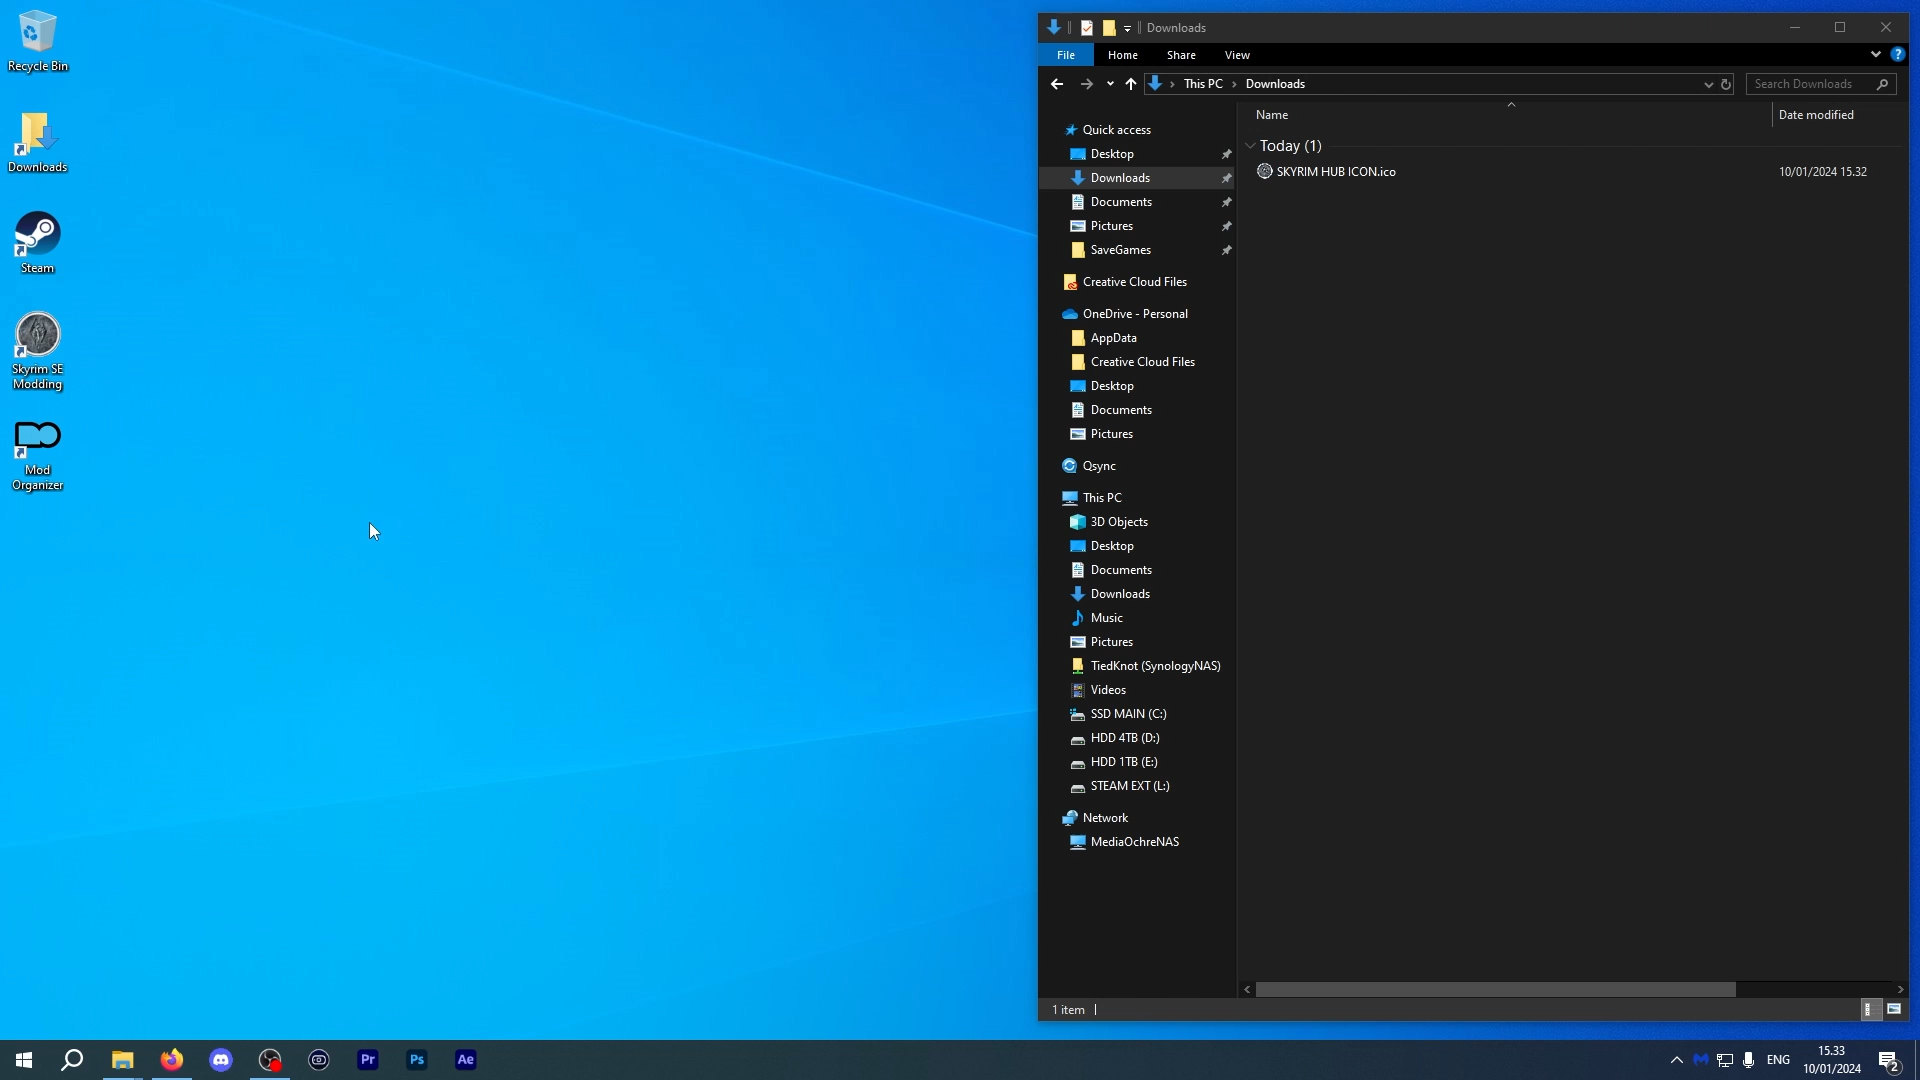 Recycle Bin
Downloads
Steam
Skyrim SE
Modding
Mod
Organizer
Downloads
File Home Share View
This PC Downloads
Search Downloads
Name
Date modified
Today (1)
SKYRIM HUB ICON.ico
10/01/2024 15.32
Quick access
Desktop
Downloads
Documents
Pictures
SaveGames
Creative Cloud Files
OneDrive - Personal
AppData
Creative Cloud Files
Desktop
Documents
Pictures
Qsync
This PC
3D Objects
Desktop
Documents
Downloads
Music
Pictures
TiedKnot (SynologyNAS)
Videos
SSD MAIN (C:)
HDD 4TB (D:)
HDD 1TB (E:)
STEAM EXT (L:)
Network
MediaOchreNAS
1 item
Pr
Ps
Ae
ENG
15.33
10/01/2024
2